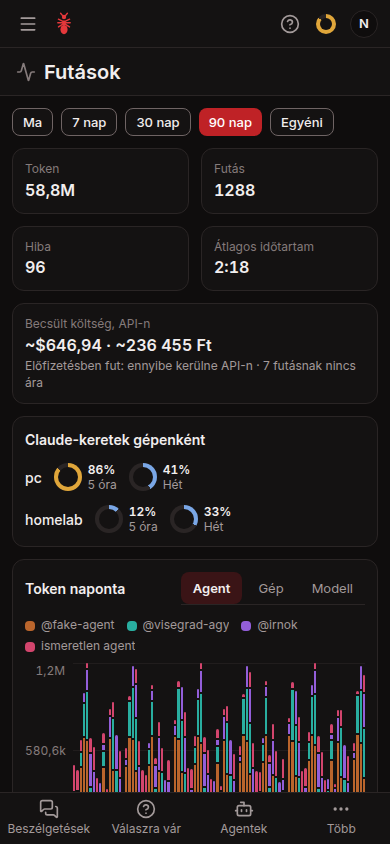 N
Futások
Ma
7 nap
30 nap
90 nap
Egyéni
Token
58,8M
Futás
1288
Hiba
96
Átlagos időtartam
2:18
Becsült költség, API-n
~$646,94 · ~236 455 Ft
Előfizetésben fut: ennyibe kerülne API-n · 7 futásnak nincs
ára
Claude-keretek gépenként
pc
86%
5 óra
41%
Hét
homelab
12%
5 óra
33%
Hét
Token naponta
Agent
Gép
Modell
@fake-agent
@visegrad-agy
@irnok
Ismeretlen agent
1,2M
580,6k
Beszélgetések
Válaszra vár
Agentek
Több